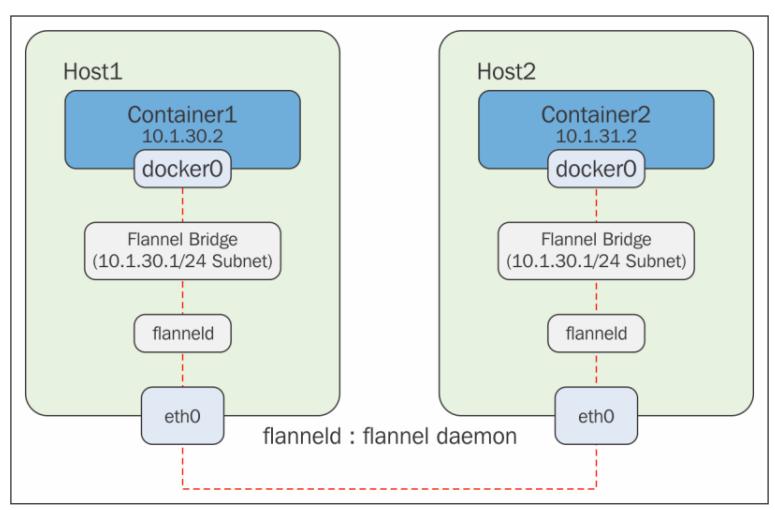 Host1
Container1
10.1.30.2
docker0
Flannel Bridge
(10.1.30.1/24 Subnet)
flanneld
eth0
Host2
Container2
10.1.31.2
docker0
Flannel Bridge
(10.1.30.1/24 Subnet)
flanneld
eth0
flanneld : flannel daemon